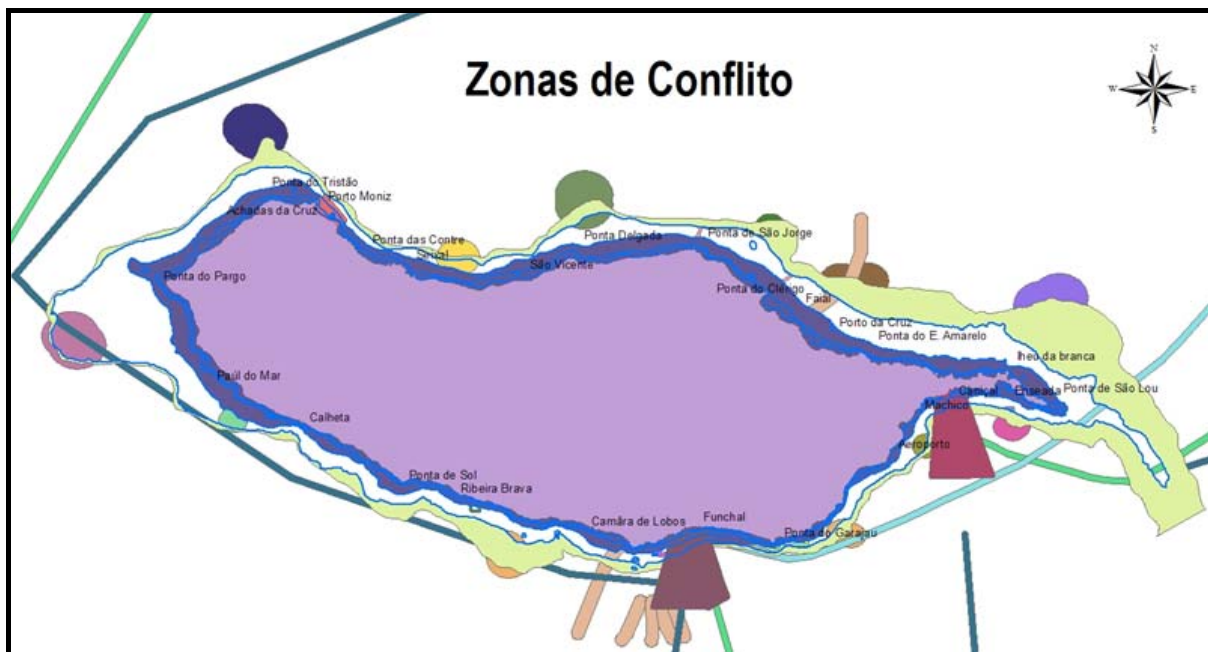 Zonas de Conflito
N
W E
S
Ponta do Tristão
Porto Moniz
Achadas da Cruz
Ponta das Contre
Seixal
Ponta Delgada
Ponta de São Jorge
São Vicente
Ponta do Pargo
Ponta do Clérigo
Faial
Porto da Cruz
Ponta do E. Amarelo
Ilheu da branca
Paúl do Mar
Caniçal
Enseada
Ponta de São Lou
Machico
Calheta
Aeroporto
Ponta de Sol
Ribeira Brava
Camâra de Lobos
Funchal
Ponta do Garajau